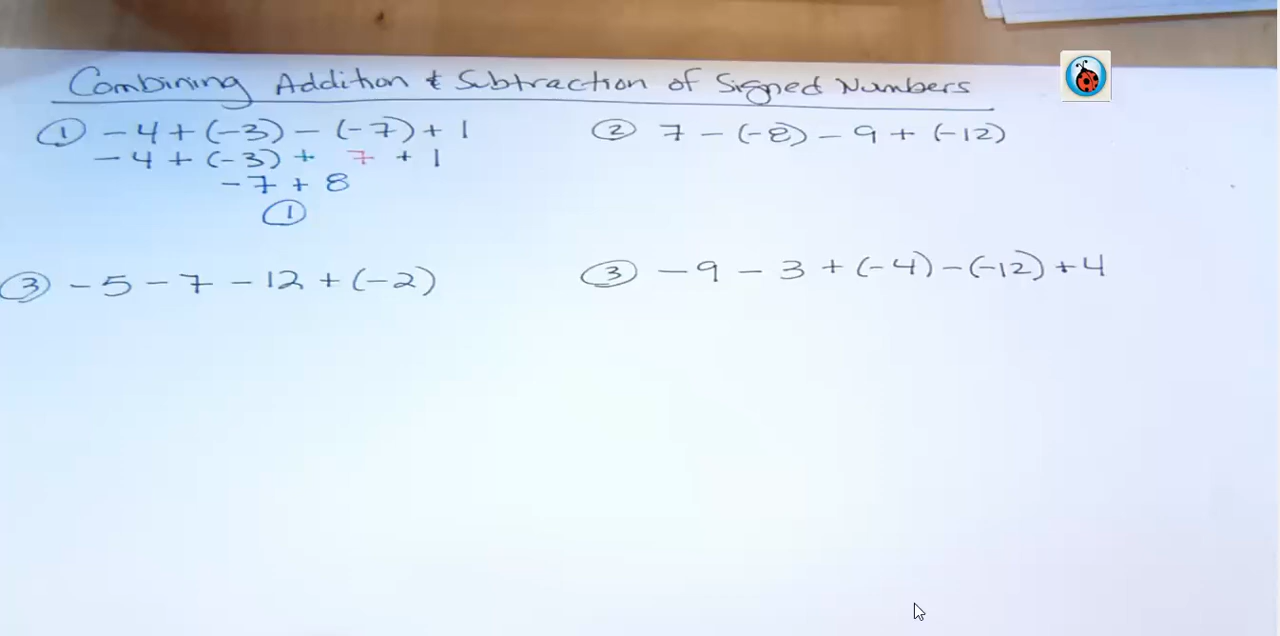 Combining Addition & Subtraction of Signed Numbers
① -4 + (-3) - (-7) + 1
-4 + (-3) + 7 + 1
-7 + 8
①
② 7 - (-8) - 9 + (-12)
③ -5 - 7 - 12 + (-2)
③ -9 - 3 + (-4) - (-12) + 4